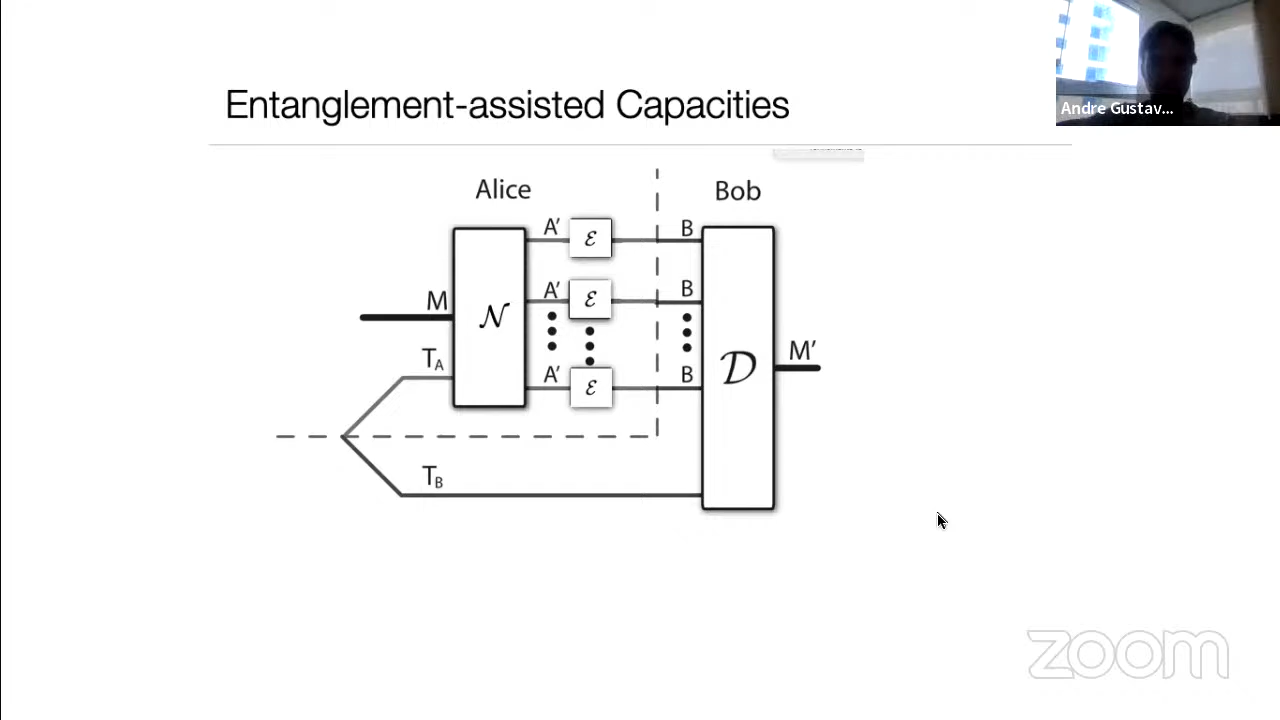 Entanglement-assisted Capacities
Andre Gustav...
Alice
Bob
A' ℰ B
M
A' ℰ B
𝒩
T_A
A' ℰ B
𝒟
M'
T_B
zoom